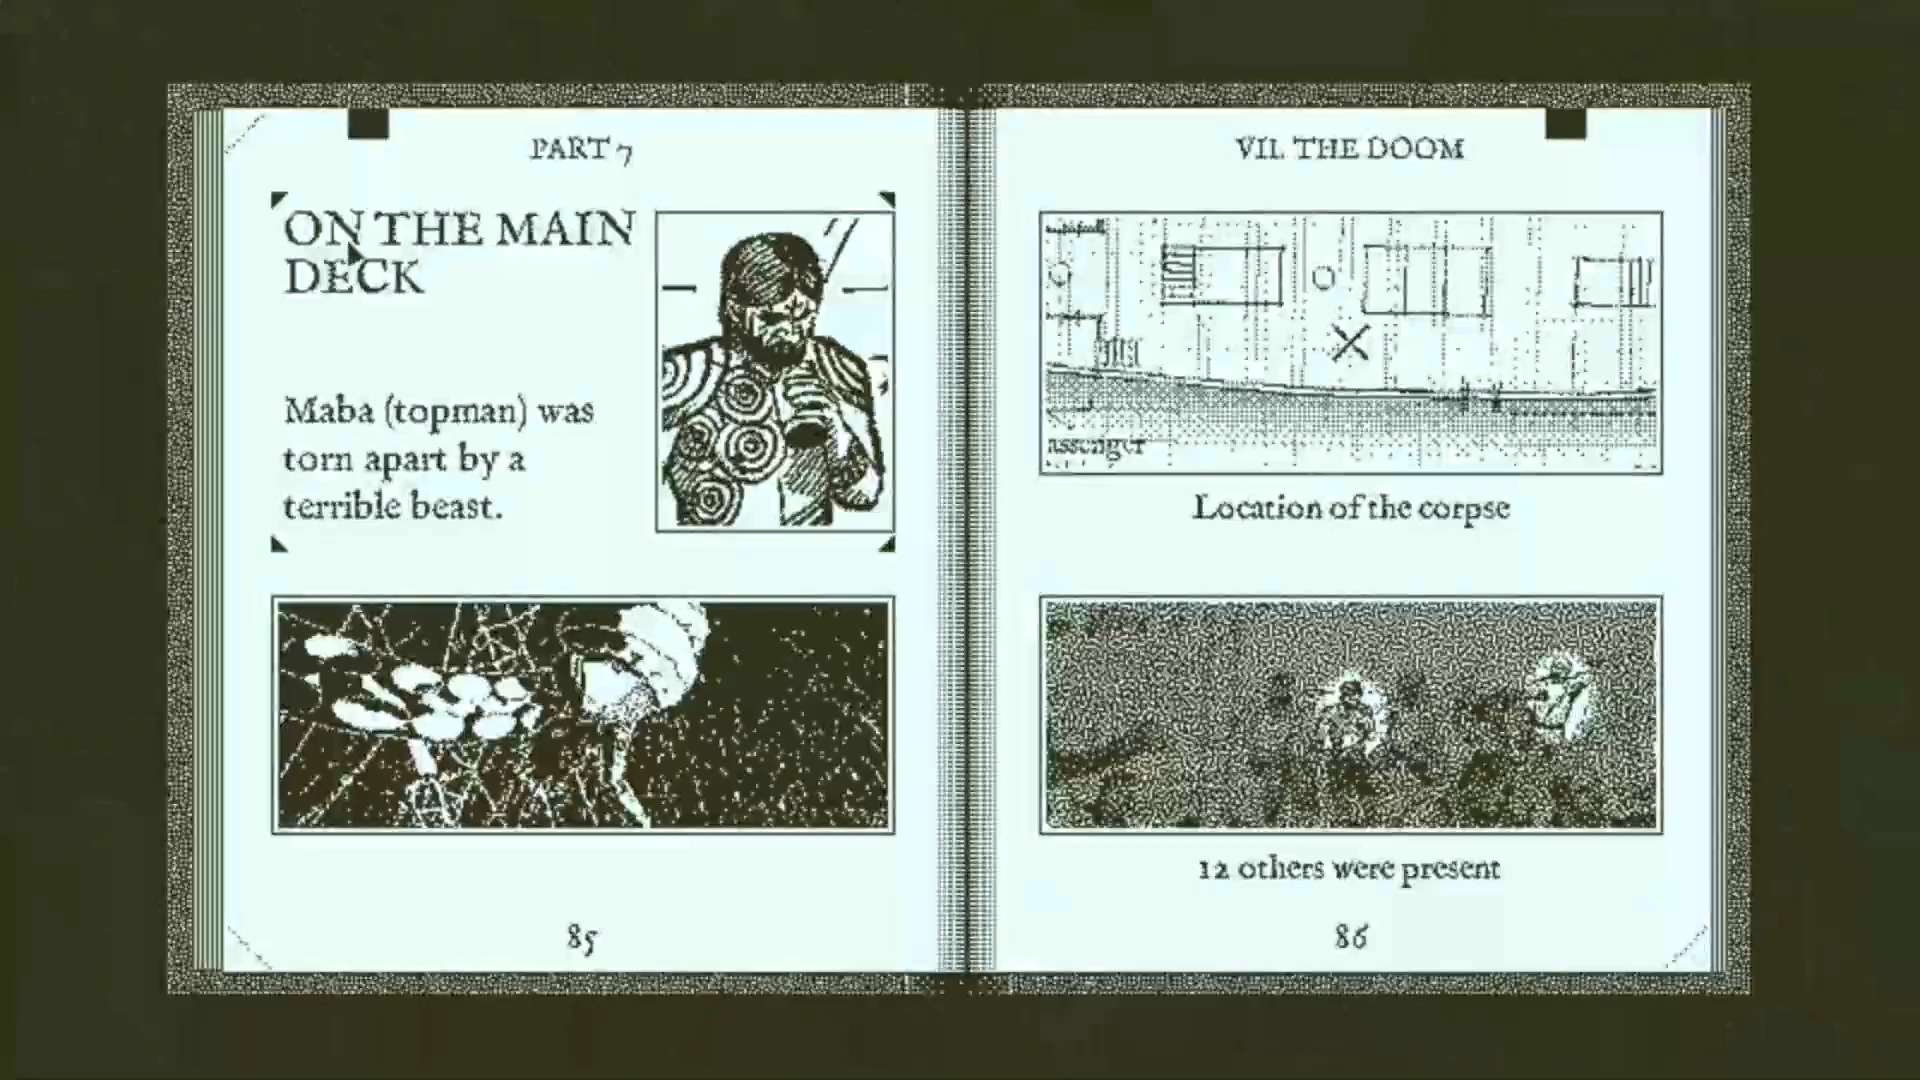 PART 7
ON THE MAIN
DECK
Maba (topman) was
torn apart by a
terrible beast.
85
VII. THE DOOM
assenger
Location of the corpse
12 others were present
86